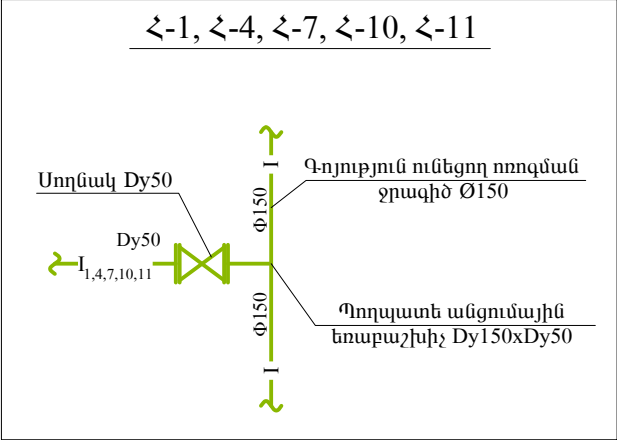 Հ-1, Հ-4, Հ-7, Հ-10, Հ-11
I
Գոյություն ունեցող ոռոգման
ջրագիծ Ø150
Սողնակ Dy50
Φ150
Dy50
I1,4,7,10,11
Φ150
Պողպատե անցումային
եռաբաշխիչ Dy150xDy50
I